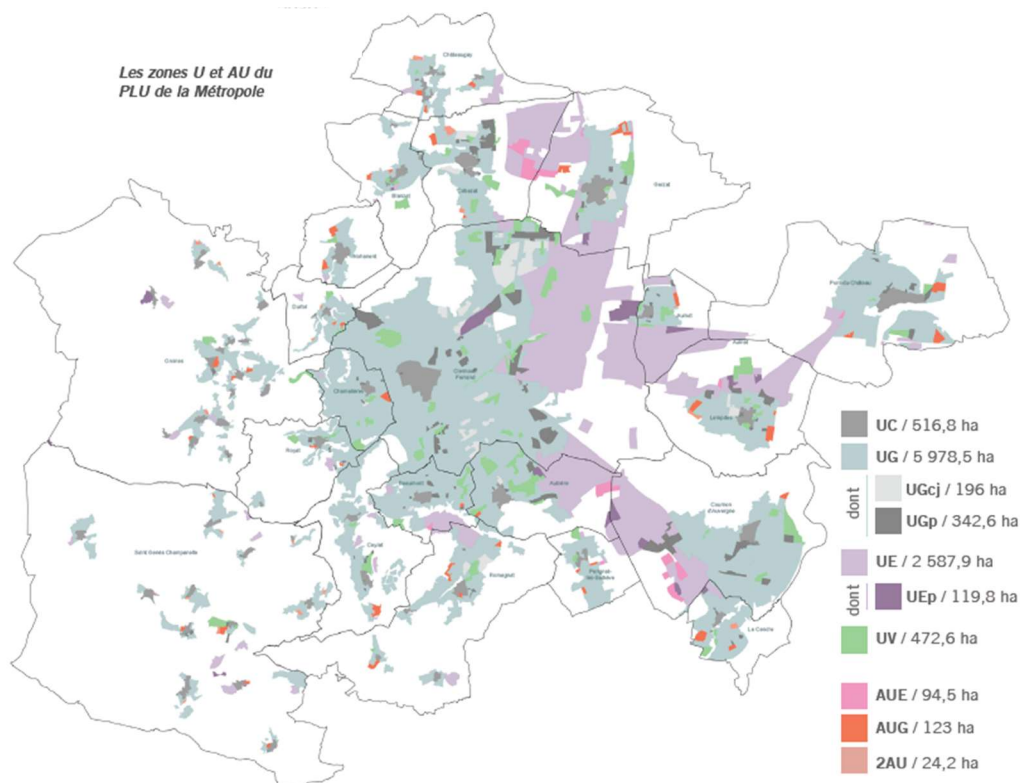 Les zones U et AU du
PLU de la Métropole
Châteaugay
Blanzat
Cébazat
Gerzat
Nohanent
Durtol
Orcines
Chamalières
Clermont-
Ferrand
Aulnat
Pont-du-Château
Lempdes
Royat
Beaumont
Aubière
Cournon
d'Auvergne
Saint-Genès-Champanelle
Ceyrat
Romagnat
Pérignat-
lès-Sarliève
Le Cendre
UC / 516,8 ha
UG / 5 978,5 ha
dont
UGcj / 196 ha
UGp / 342,6 ha
UE / 2 587,9 ha
dont
UEp / 119,8 ha
UV / 472,6 ha
AUE / 94,5 ha
AUG / 123 ha
2AU / 24,2 ha